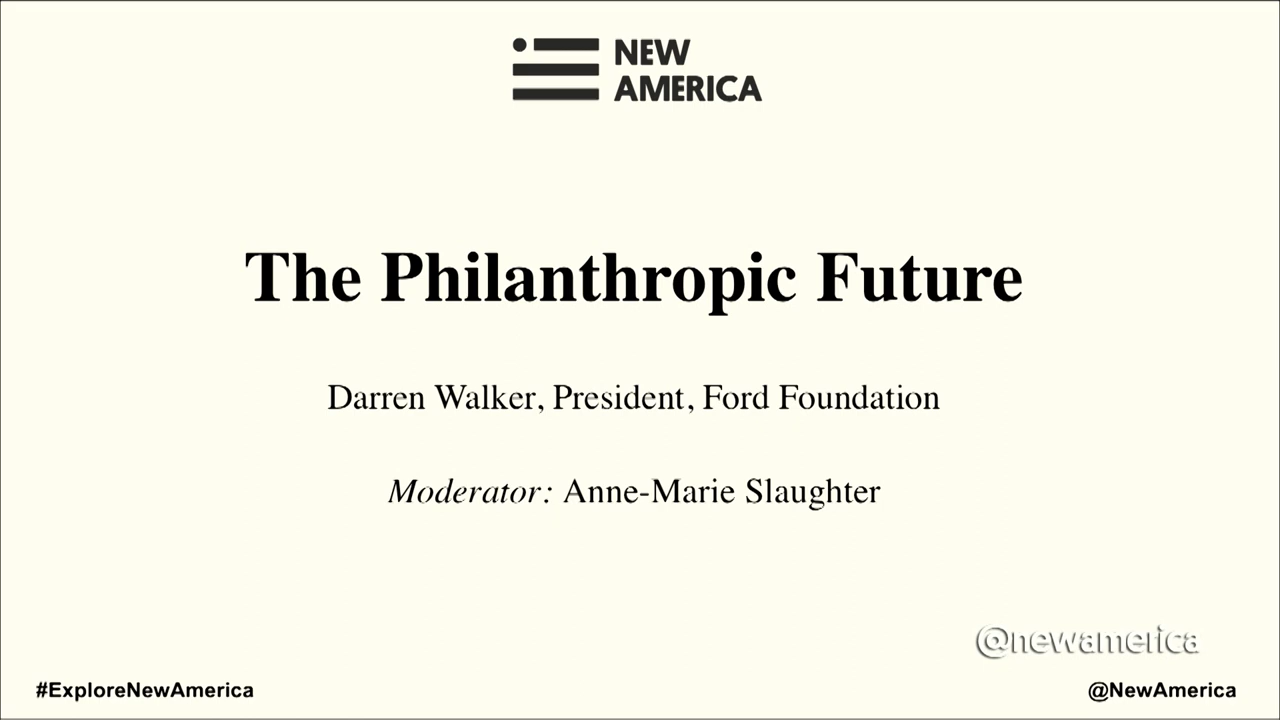 NEW
AMERICA
The Philanthropic Future
Darren Walker, President, Ford Foundation
Moderator: Anne-Marie Slaughter
@newamerica
#ExploreNewAmerica
@NewAmerica